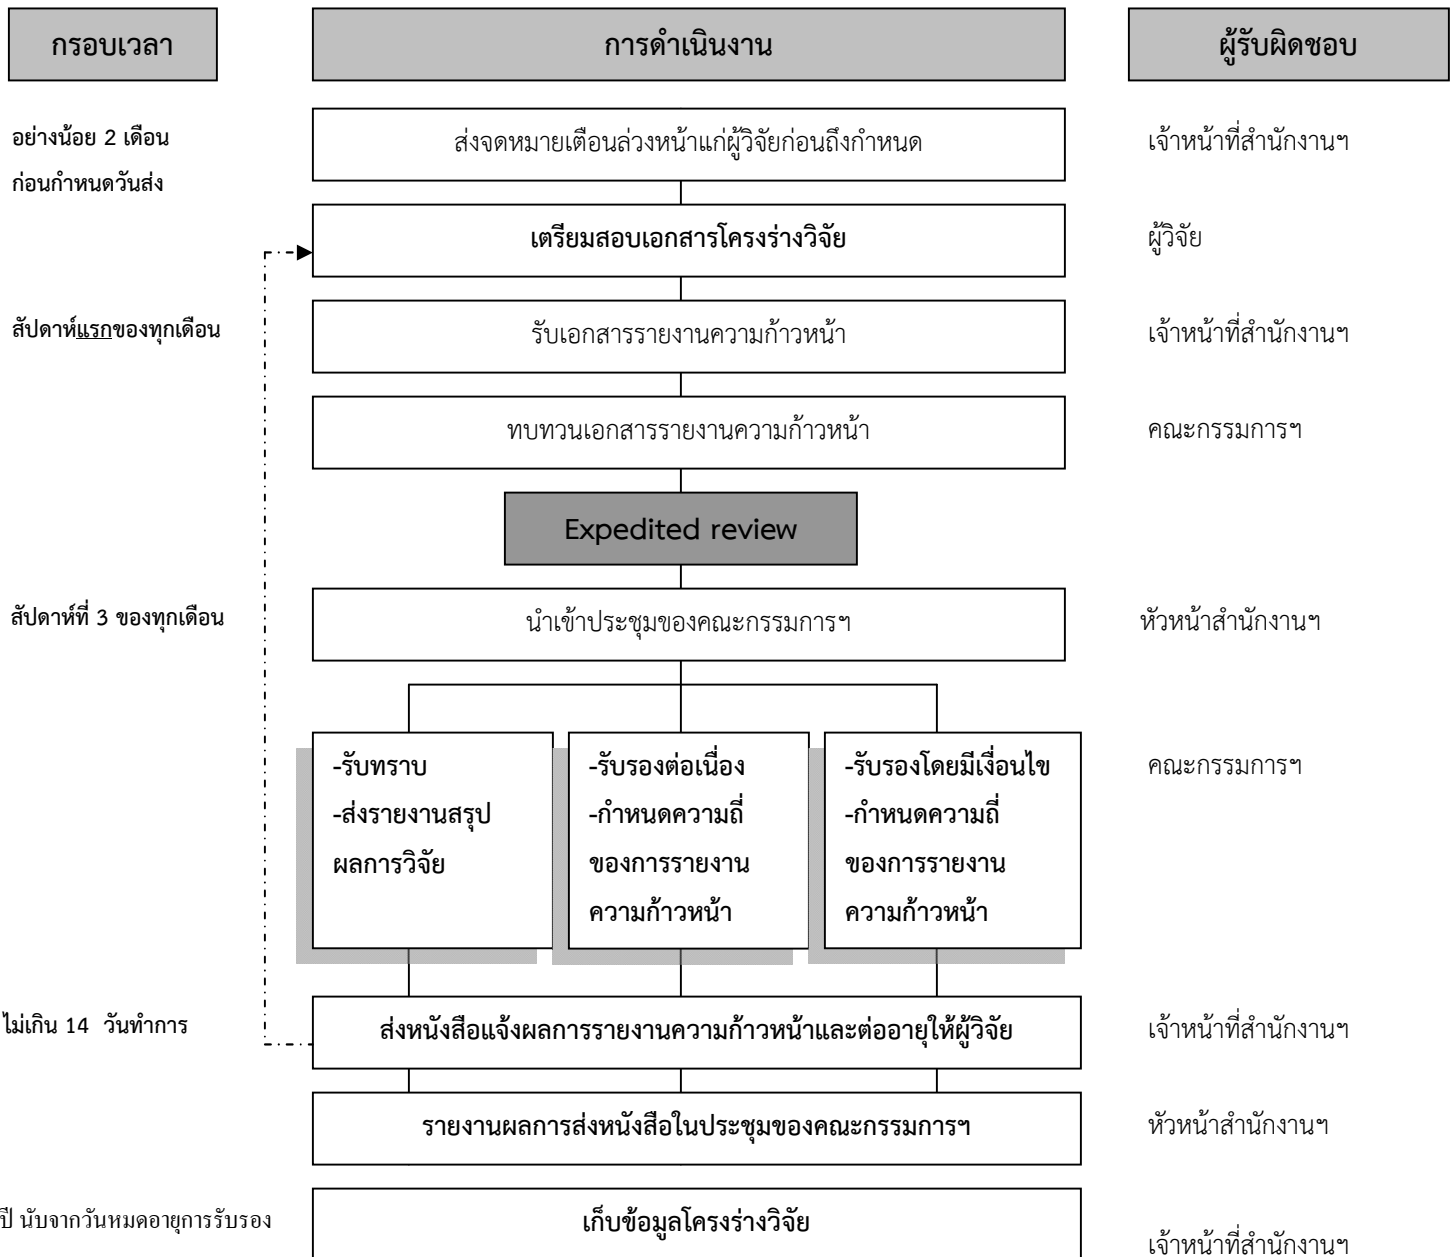 กรอบเวลา
การดำเนินงาน
ผู้รับผิดชอบ
อย่างน้อย 2 เดือน
ก่อนกำหนดวันส่ง
ส่งจดหมายเตือนล่วงหน้าแก่ผู้วิจัยก่อนถึงกำหนด
เจ้าหน้าที่สำนักงานฯ
เตรียมสอบเอกสารโครงร่างวิจัย
ผู้วิจัย
สัปดาห์แรกของทุกเดือน
รับเอกสารรายงานความก้าวหน้า
เจ้าหน้าที่สำนักงานฯ
ทบทวนเอกสารรายงานความก้าวหน้า
คณะกรรมการฯ
Expedited review
สัปดาห์ที่ 3 ของทุกเดือน
นำเข้าประชุมของคณะกรรมการฯ
หัวหน้าสำนักงานฯ
-รับทราบ
-ส่งรายงานสรุป
ผลการวิจัย
-รับรองต่อเนื่อง
-กำหนดความถี่
ของการรายงาน
ความก้าวหน้า
-รับรองโดยมีเงื่อนไข
-กำหนดความถี่
ของการรายงาน
ความก้าวหน้า
คณะกรรมการฯ
ไม่เกิน 14 วันทำการ
ส่งหนังสือแจ้งผลการรายงานความก้าวหน้าและต่ออายุให้ผู้วิจัย
เจ้าหน้าที่สำนักงานฯ
รายงานผลการส่งหนังสือในประชุมของคณะกรรมการฯ
หัวหน้าสำนักงานฯ
ปี นับจากวันหมดอายุการรับรอง
เก็บข้อมูลโครงร่างวิจัย
เจ้าหน้าที่สำนักงานฯ